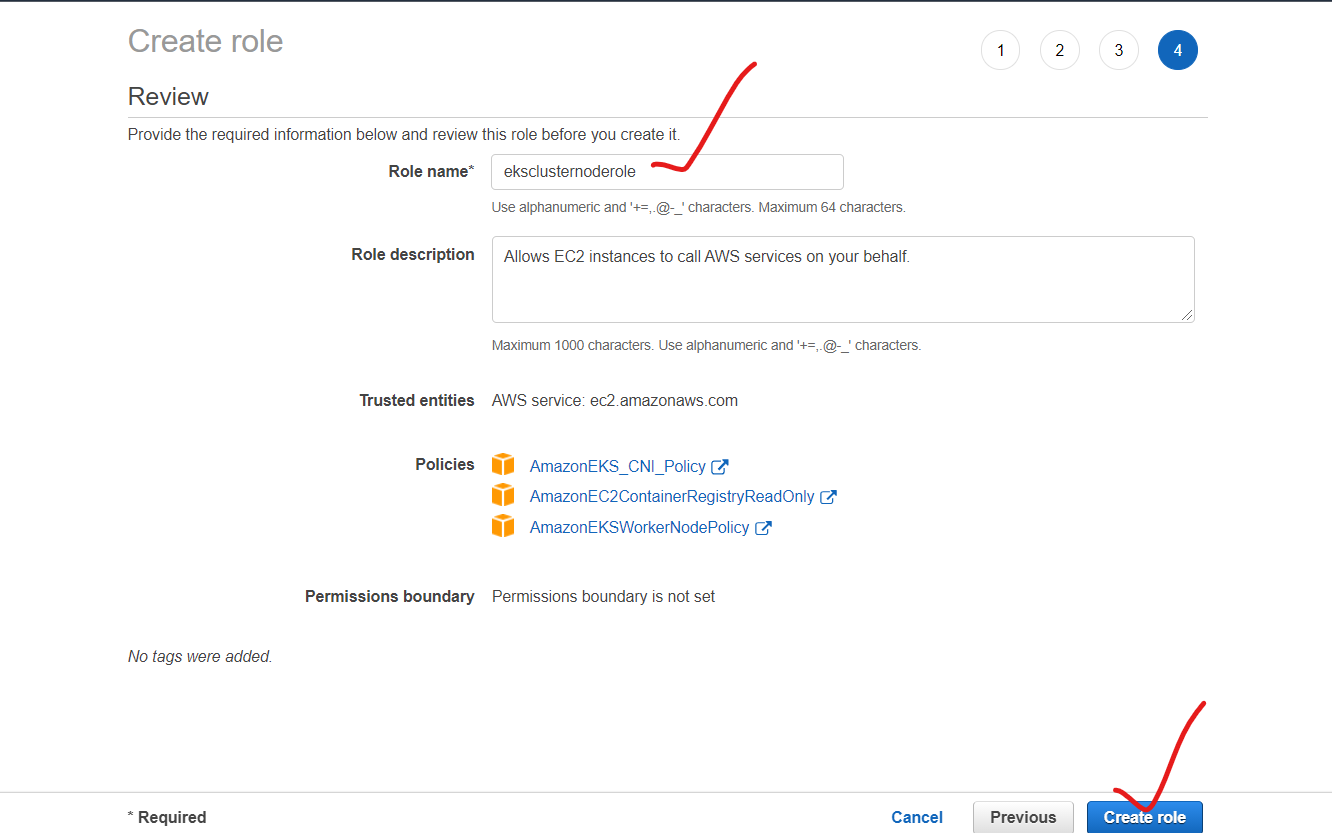 Create role
1 2 3 4
Review
Provide the required information below and review this role before you create it.
Role name* eksclusternoderole
Use alphanumeric and '+=,.@-_' characters. Maximum 64 characters.
Role description Allows EC2 instances to call AWS services on your behalf.
Maximum 1000 characters. Use alphanumeric and '+=,.@-_' characters.
Trusted entities AWS service: ec2.amazonaws.com
Policies AmazonEKS_CNI_Policy
AmazonEC2ContainerRegistryReadOnly
AmazonEKSWorkerNodePolicy
Permissions boundary Permissions boundary is not set
No tags were added.
* Required Cancel Previous Create role